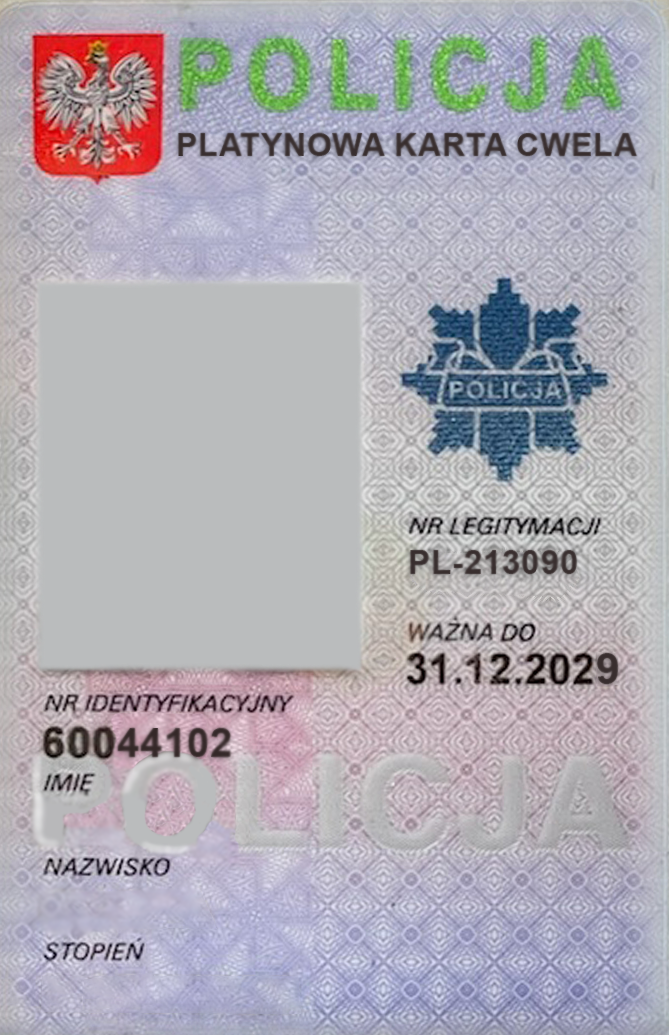 POLICJA
PLATYNOWA KARTA CWELA
POLICJA
NR LEGITYMACJI
PL-213090
WAŻNA DO
31.12.2029
NR IDENTYFIKACYJNY
60044102
IMIĘ
POLICJA
NAZWISKO
STOPIEŃ